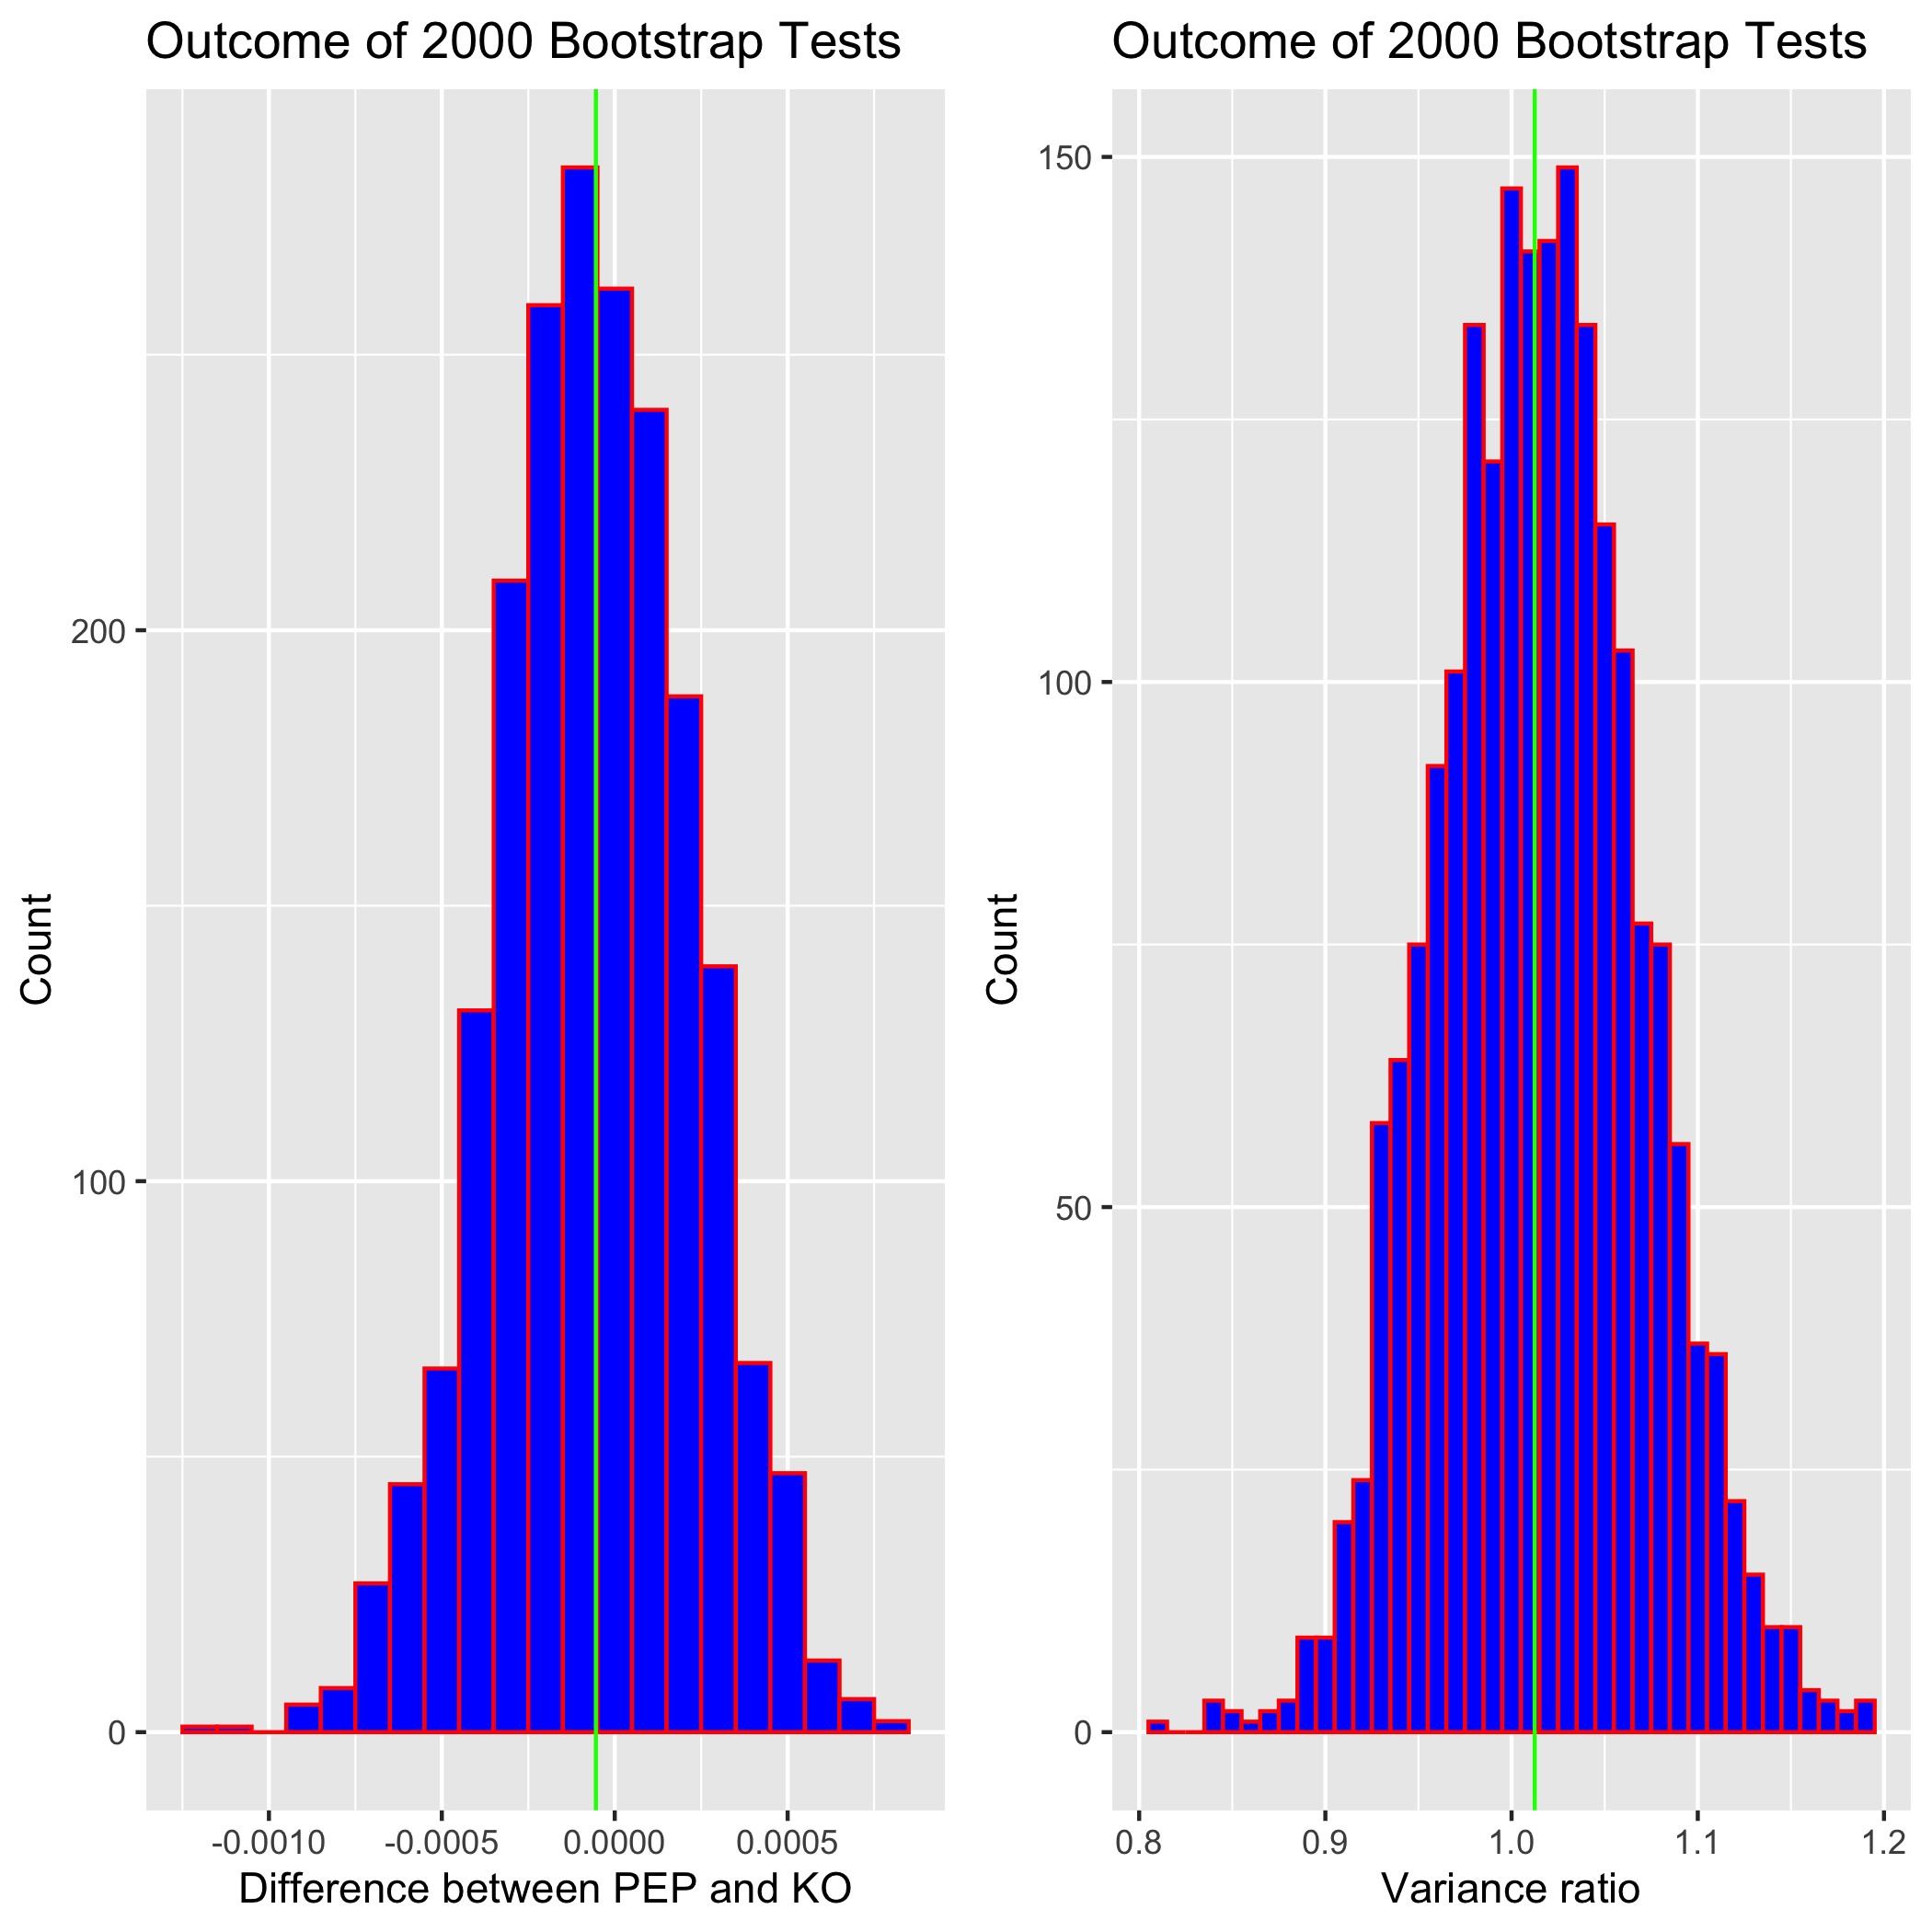 Outcome of 2000 Bootstrap Tests
Count
200
100
0
-0.0010 -0.0005 0.0000 0.0005
Difference between PEP and KO
Outcome of 2000 Bootstrap Tests
Count
150
100
50
0
0.8 0.9 1.0 1.1 1.2
Variance ratio